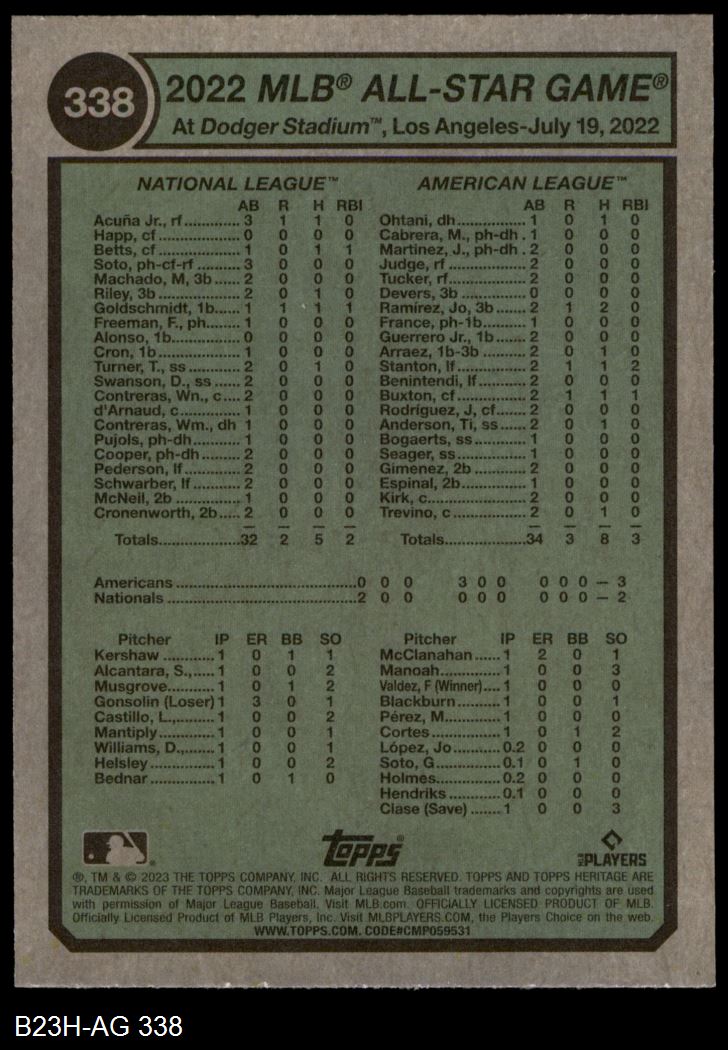 338
2022 MLB® ALL-STAR GAME®
At Dodger Stadium™, Los Angeles-July 19, 2022
NATIONAL LEAGUE™
AB R H RBI
Acuña Jr., rf.............3 1 1 0
Happ, cf...................0 0 0 0
Betts, cf...................1 0 1 1
Soto, ph-cf-rf..........3 0 0 0
Machado, M, 3b.....2 0 0 0
Riley, 3b..................2 0 1 0
Goldschmidt, 1b......1 1 1 1
Freeman, F., ph.......1 0 0 0
Alonso, 1b...............0 0 0 0
Cron, 1b..................1 0 0 0
Turner, T., ss...........2 0 1 0
Swanson, D., ss......2 0 0 0
Contreras, Wn., c....2 0 0 0
d'Arnaud, c..............1 0 0 0
Contreras, Wm., dh 1 0 0 0
Pujols, ph-dh...........1 0 0 0
Cooper, ph-dh.........2 0 0 0
Pederson, lf.............2 0 0 0
Schwarber, lf...........2 0 0 0
McNeil, 2b...............1 0 0 0
Cronenworth, 2b.....2 0 0 0
Totals.....................32 2 5 2
AMERICAN LEAGUE™
AB R H RBI
Ohtani, dh................1 0 1 0
Cabrera, M., ph-dh.1 0 0 0
Martinez, J., ph-dh.2 0 0 0
Judge, rf..................2 0 0 0
Tucker, rf.................2 0 0 0
Devers, 3b...............0 0 0 0
Ramírez, Jo, 3b.......2 1 2 0
France, ph-1b..........1 0 0 0
Guerrero Jr., 1b.......2 0 0 0
Arraez, 1b-3b..........2 0 1 0
Stanton, lf................2 1 1 2
Benintendi, lf...........2 0 0 0
Buxton, cf................2 1 1 1
Rodríguez, J, cf.......2 0 0 0
Anderson, Ti, ss......2 0 1 0
Bogaerts, ss............1 0 0 0
Seager, ss...............1 0 0 0
Gimenez, 2b............2 0 0 0
Espinal, 2b..............1 0 0 0
Kirk, c......................2 0 0 0
Trevino, c.................2 0 1 0
Totals.....................34 3 8 3
Americans........................................0 0 0 3 0 0 0 0 0 – 3
Nationals..........................................2 0 0 0 0 0 0 0 0 – 2
Pitcher IP ER BB SO
Kershaw............1 0 1 1
Alcantara, S.,.....1 0 0 2
Musgrove..........1 0 1 2
Gonsolin (Loser) 1 3 0 1
Castillo, L.,........1 0 0 2
Mantiply............1 0 0 1
Williams, D.,......1 0 0 1
Helsley..............1 0 0 2
Bednar..............1 0 1 0
Pitcher IP ER BB SO
McClanahan......1 2 0 1
Manoah.............1 0 0 3
Valdez, F (Winner)....1 0 0 0
Blackburn..........1 0 0 1
Pérez, M............1 0 0 0
Cortes...............1 0 1 2
López, Jo..........0.2 0 0 0
Soto, G..............0.1 0 1 0
Holmes..............0.2 0 0 0
Hendriks...........0.1 0 0 0
Clase (Save).......1 0 0 3
topps®
MLB PLAYERS
®, TM & © 2023 THE TOPPS COMPANY, INC. ALL RIGHTS RESERVED. TOPPS AND TOPPS HERITAGE ARE
TRADEMARKS OF THE TOPPS COMPANY, INC. Major League Baseball trademarks and copyrights are used
with permission of Major League Baseball. Visit MLB.com. OFFICIALLY LICENSED PRODUCT OF MLB.
Officially Licensed Product of MLB Players, Inc. Visit MLBPLAYERS.COM, the Players Choice on the web.
WWW.TOPPS.COM. CODE#CMP059531
B23H-AG 338